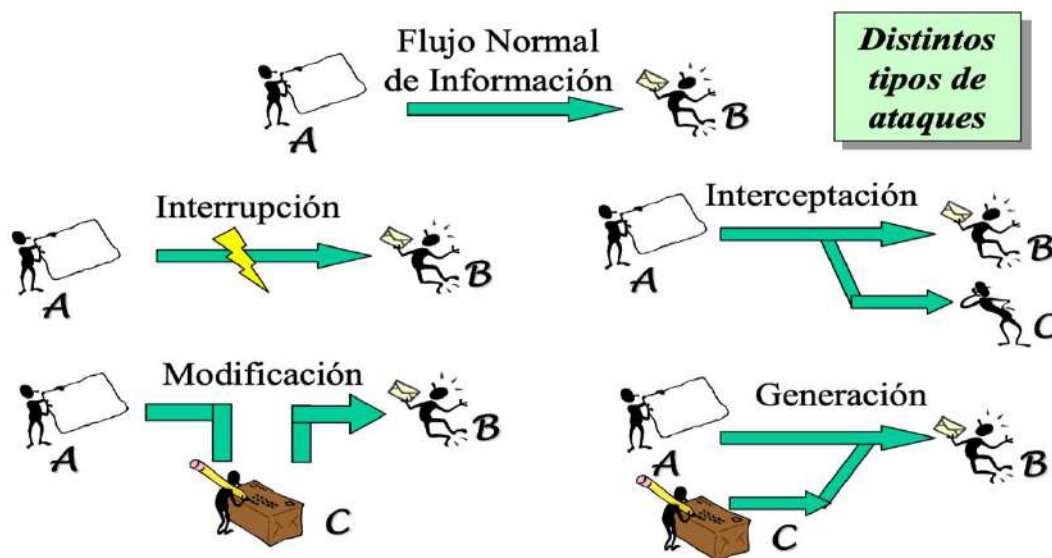 Flujo Normal
de Información
A
B
Distintos
tipos de
ataques
Interrupción
A
B
Interceptación
A
B
C
Modificación
A
B
C
Generación
A
B
C